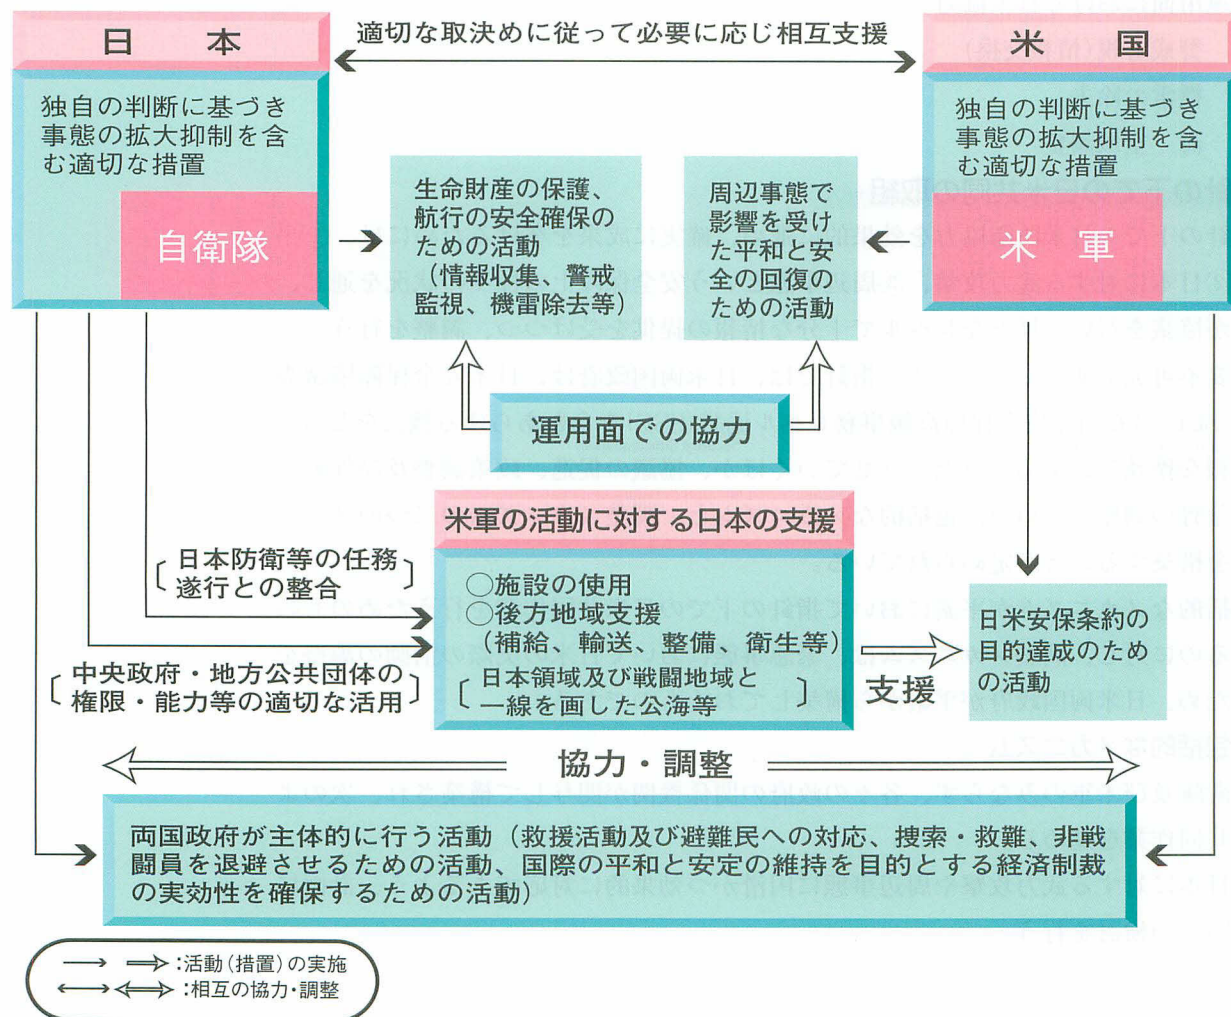 日 本
適切な取決めに従って必要に応じ相互支援
米 国
独自の判断に基づき
事態の拡大抑制を含
む適切な措置
自衛隊
生命財産の保護、
航行の安全確保の
ための活動
（情報収集、警戒
監視、機雷除去等）
周辺事態で
影響を受け
た平和と安
全の回復の
ための活動
独自の判断に基づき
事態の拡大抑制を含
む適切な措置
米 軍
運用面での協力
米軍の活動に対する日本の支援
〔日本防衛等の任務
遂行との整合〕
〔中央政府・地方公共団体の
権限・能力等の適切な活用〕
○施設の使用
○後方地域支援
（補給、輸送、整備、衛生等）
〔日本領域及び戦闘地域と
一線を画した公海等〕
支援
日米安保条約の
目的達成のため
の活動
協力・調整
両国政府が主体的に行う活動（救援活動及び避難民への対応、捜索・救難、非戦
闘員を退避させるための活動、国際の平和と安定の維持を目的とする経済制裁
の実効性を確保するための活動）
:活動(措置)の実施
:相互の協力・調整